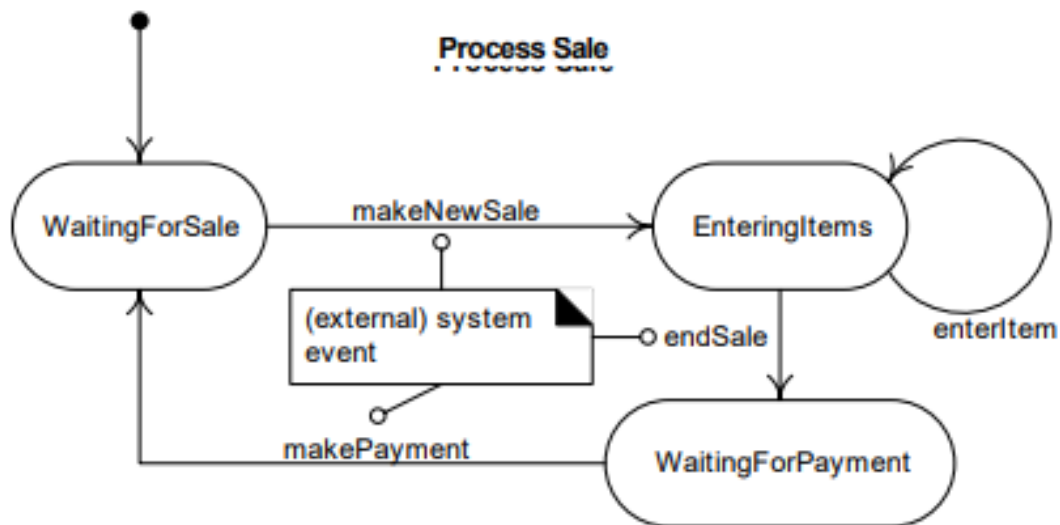 Process Sale
WaitingForSale
makeNewSale
EnteringItems
(external) system
event
endSale
enterItem
makePayment
WaitingForPayment